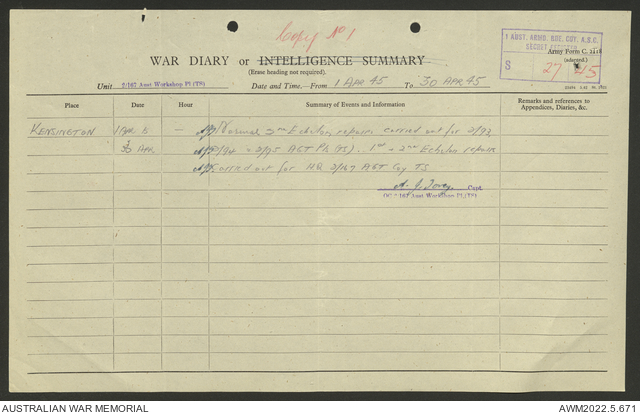 Copy No 1
1 AUST. ARMD. BDE. COY. A.S.C.
SECRET
S 27 45
Army Form C. 2118
(adapted.)
WAR DIARY or INTELLIGENCE SUMMARY
(Erase heading not required).
Unit 2/167 Aust Workshop Pl (TS) Date and Time—From 1 APR 45 To 30 APR 45
Place Date Hour Summary of Events and Information Remarks and references to Appendices, Diaries, &c.
KENSINGTON 1 APR to — Normal 2nd Echelon repairs carried out for 2/93
30 APR 2/94 & 2/95 AGT Pls (TS). 1st & 2nd Echelon repairs
carried out for HQ 2/167 AGT Coy TS
Capt
OC 2/167 Aust Workshop Pl (TS)
AUSTRALIAN WAR MEMORIAL
AWM2022.5.671